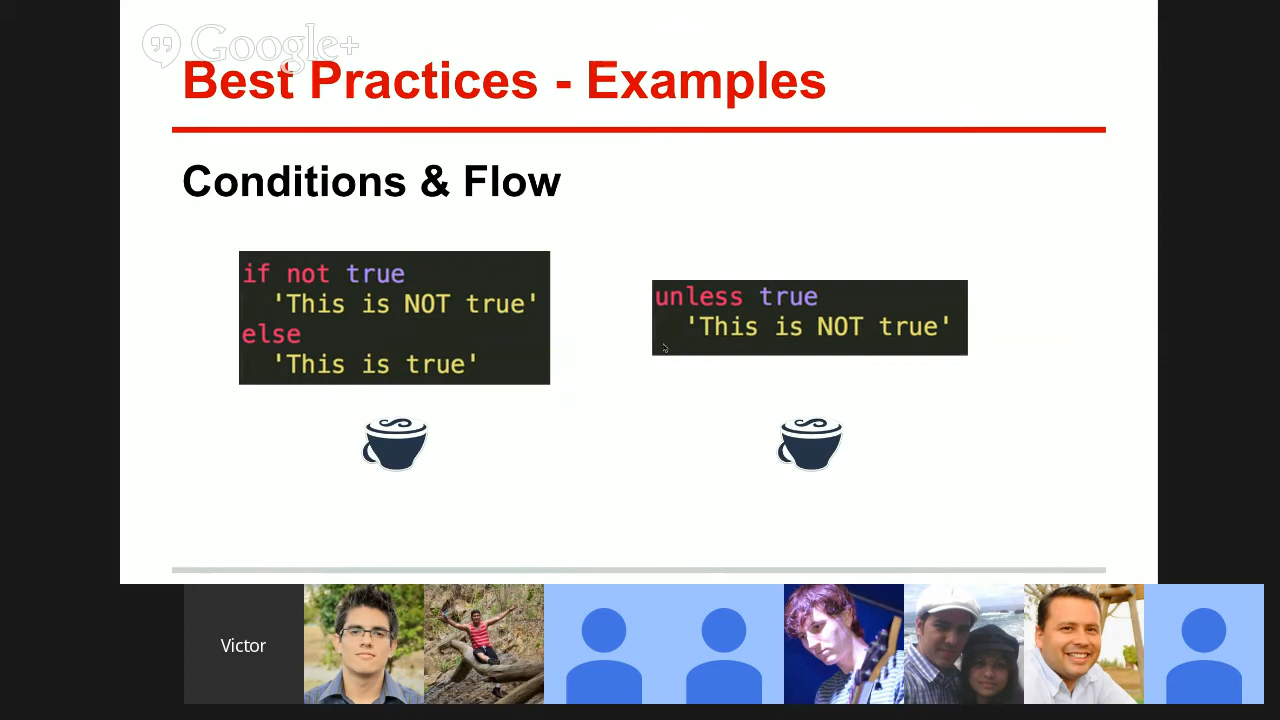 Google+
Best Practices - Examples
Conditions & Flow
if not true
'This is NOT true'
else
'This is true'
unless true
'This is NOT true'
Victor